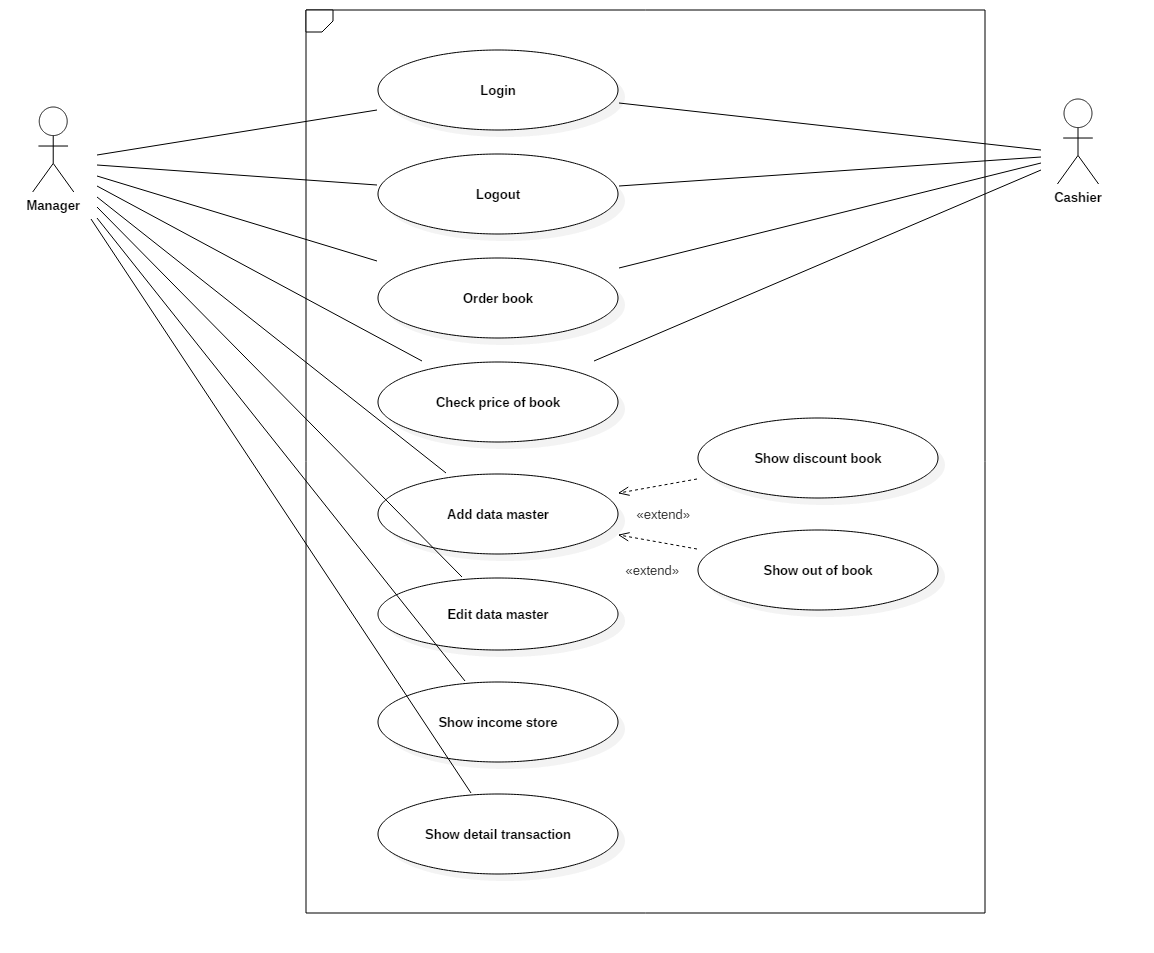 Login
Manager
Cashier
Logout
Order book
Check price of book
Show discount book
Add data master
«extend»
Show out of book
«extend»
Edit data master
Show income store
Show detail transaction